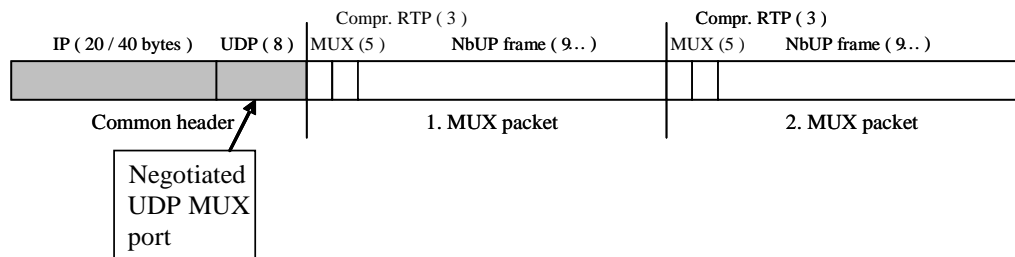 Compr. RTP ( 3 ) Compr. RTP ( 3 )
IP ( 20 / 40 bytes ) UDP ( 8 ) MUX (5 ) NbUP frame ( 9... ) MUX ( 5 ) NbUP frame ( 9... )
Common header 1. MUX packet 2. MUX packet
Negotiated
UDP MUX
port